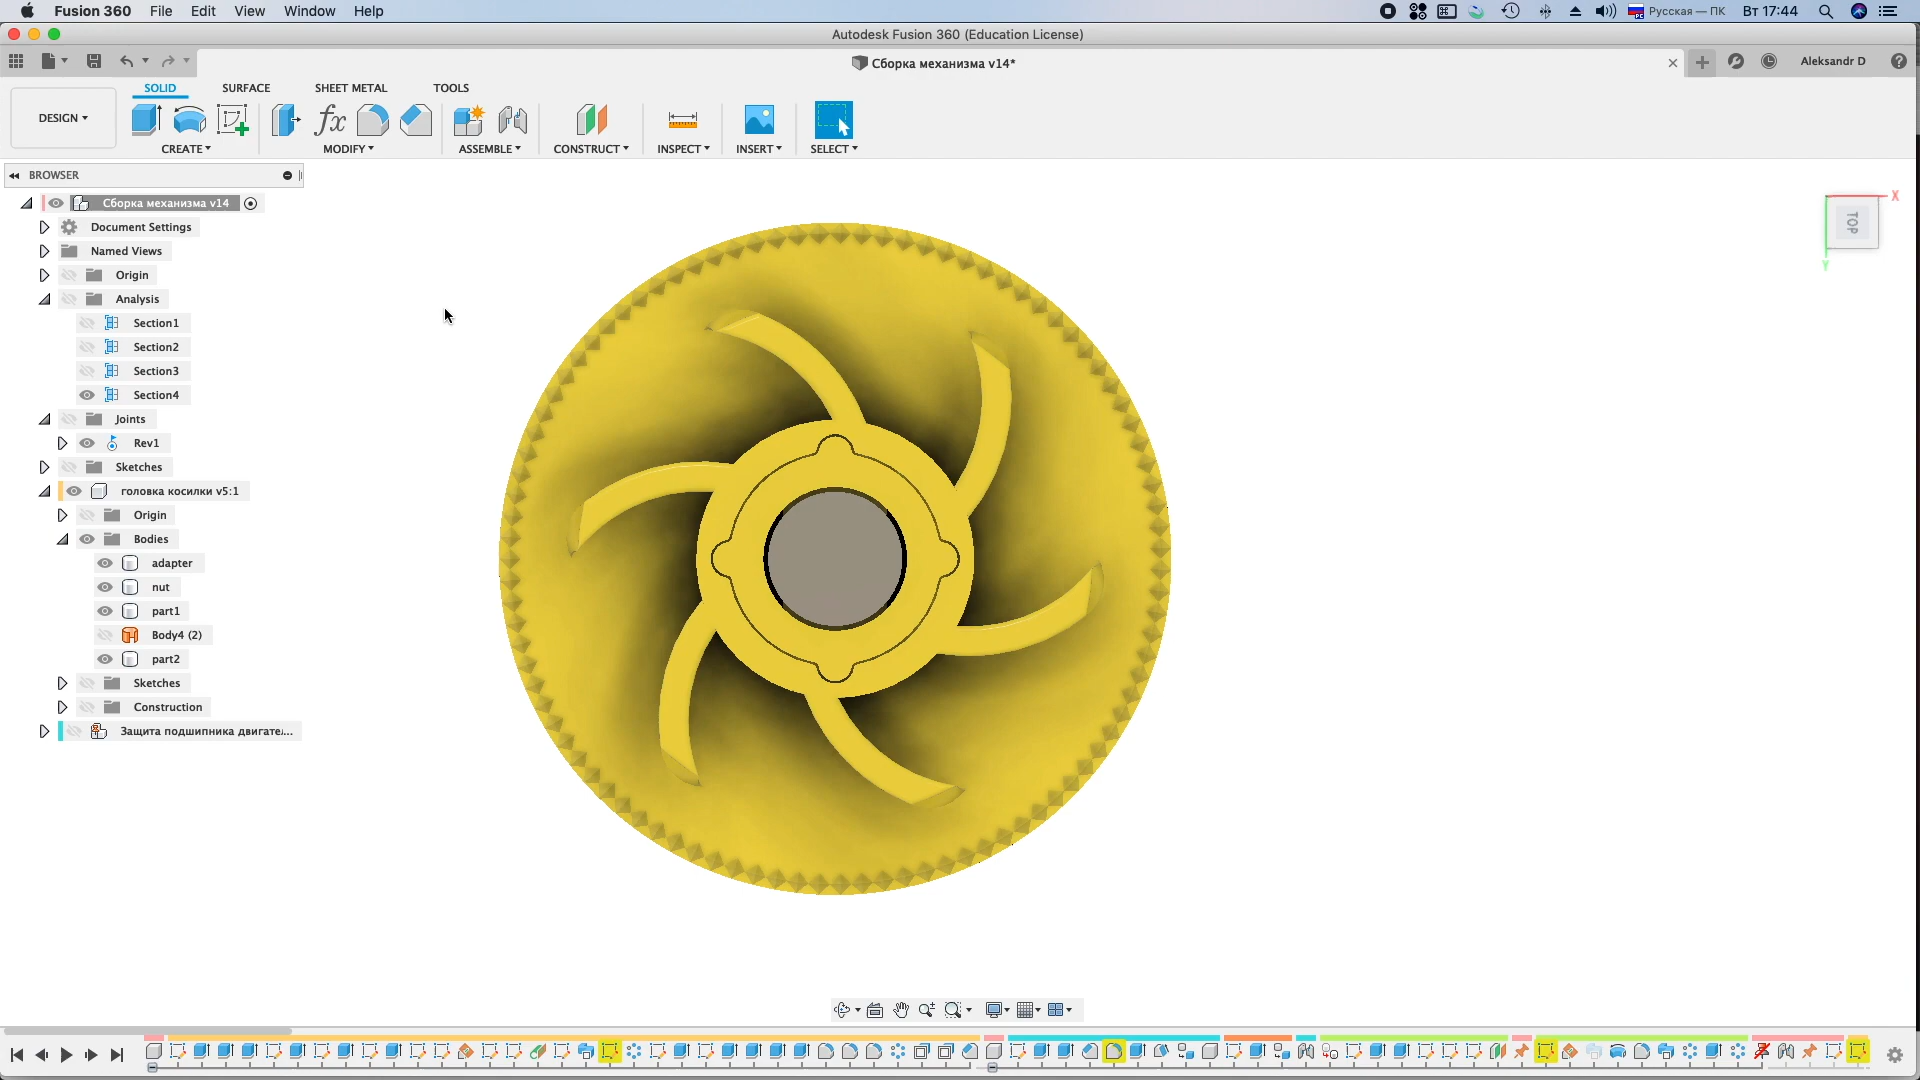 Fusion 360 File Edit View Window Help
Русская — ПК Вт 17:44
Autodesk Fusion 360 (Education License)
Сборка механизма v14*
Aleksandr D
SOLID SURFACE SHEET METAL TOOLS
DESIGN
CREATE MODIFY ASSEMBLE CONSTRUCT INSPECT INSERT SELECT
BROWSER
Сборка механизма v14
Document Settings
Named Views
Origin
Analysis
Section1
Section2
Section3
Section4
Joints
Rev1
Sketches
головка косилки v5:1
Origin
Bodies
adapter
nut
part1
Body4 (2)
part2
Sketches
Construction
Защита подшипника двигате...
X
TOP
Y